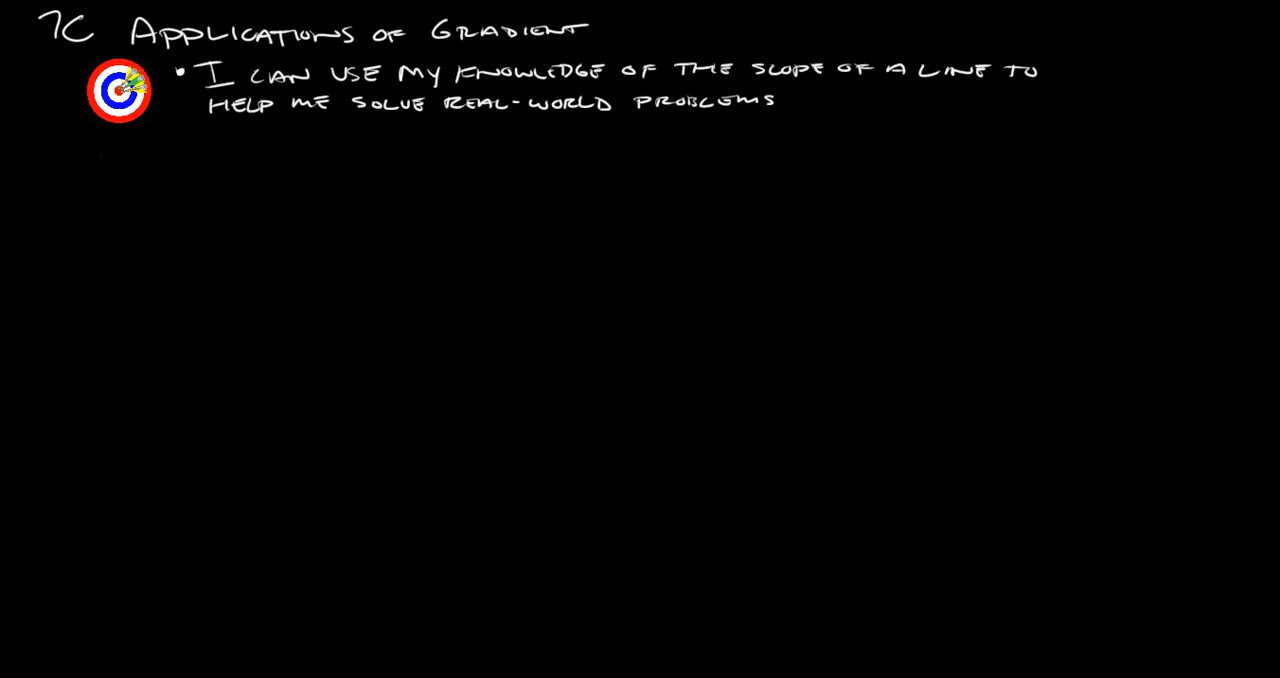 7C APPLICATIONS OF GRADIENT
• I CAN USE MY KNOWLEDGE OF THE SLOPE OF A LINE TO
HELP ME SOLVE REAL-WORLD PROBLEMS